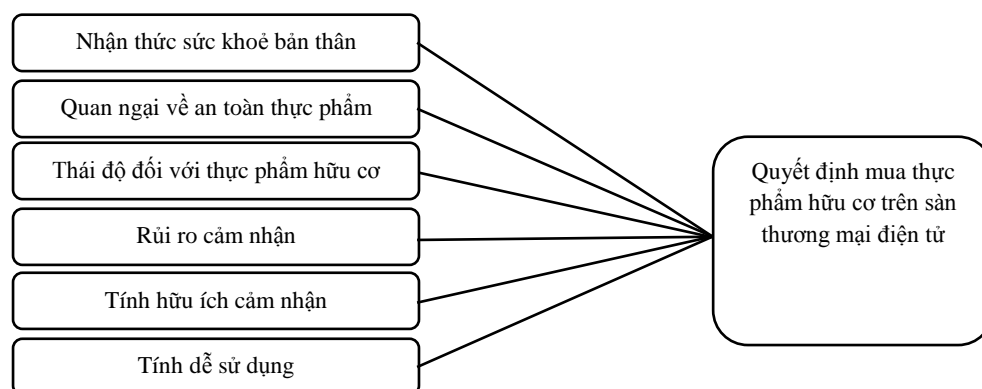 Nhận thức sức khoẻ bản thân
Quan ngại về an toàn thực phẩm
Thái độ đối với thực phẩm hữu cơ
Rủi ro cảm nhận
Tính hữu ích cảm nhận
Tính dễ sử dụng
Quyết định mua thực
phẩm hữu cơ trên sàn
thương mại điện tử